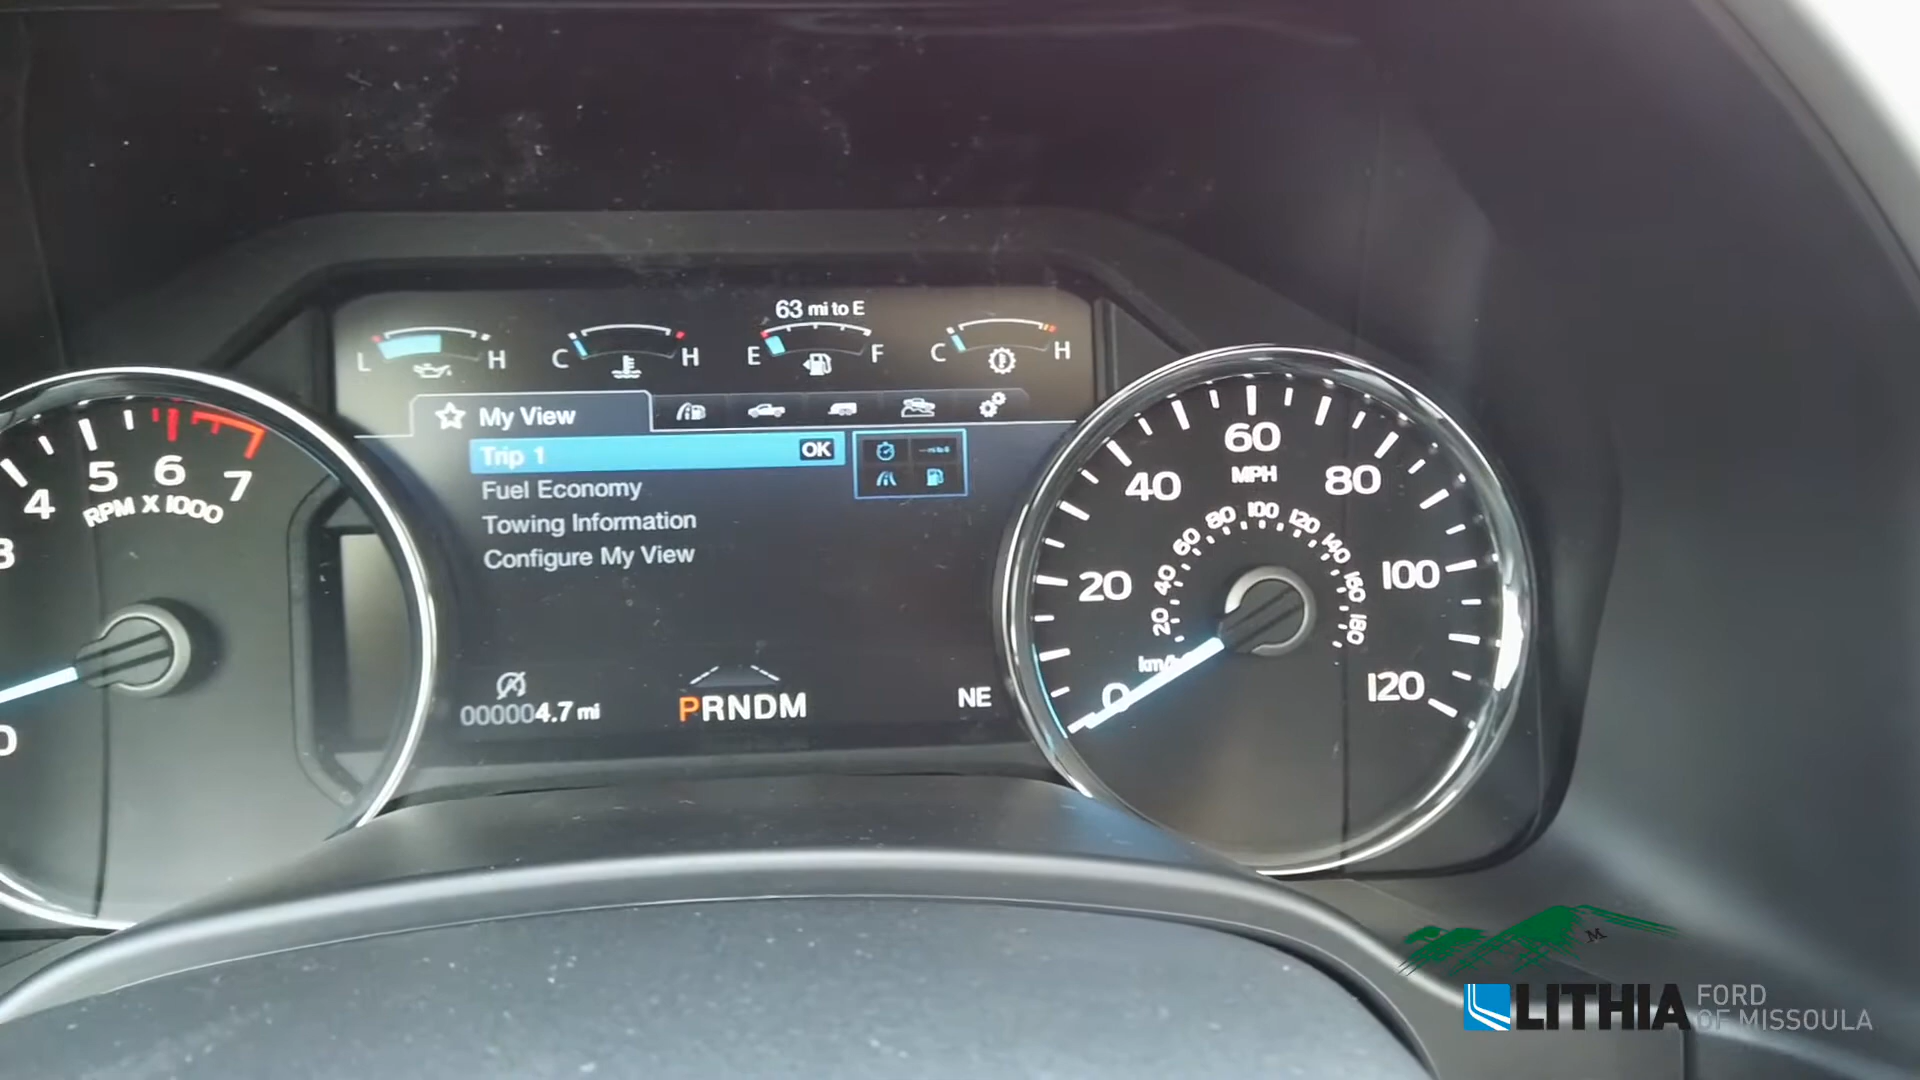 63 mi to E
L H
C H
E F
C H
My View
Trip 1 OK
Fuel Economy
Towing Information
Configure My View
000004.7 mi
PRNDM
NE
0
3
4
5
6
7
RPM X 1000
0
20
40
60
80
100
120
MPH
20
40
60
80
100
120
140
160
180
km/h
M
LITHIA
FORD
OF MISSOULA